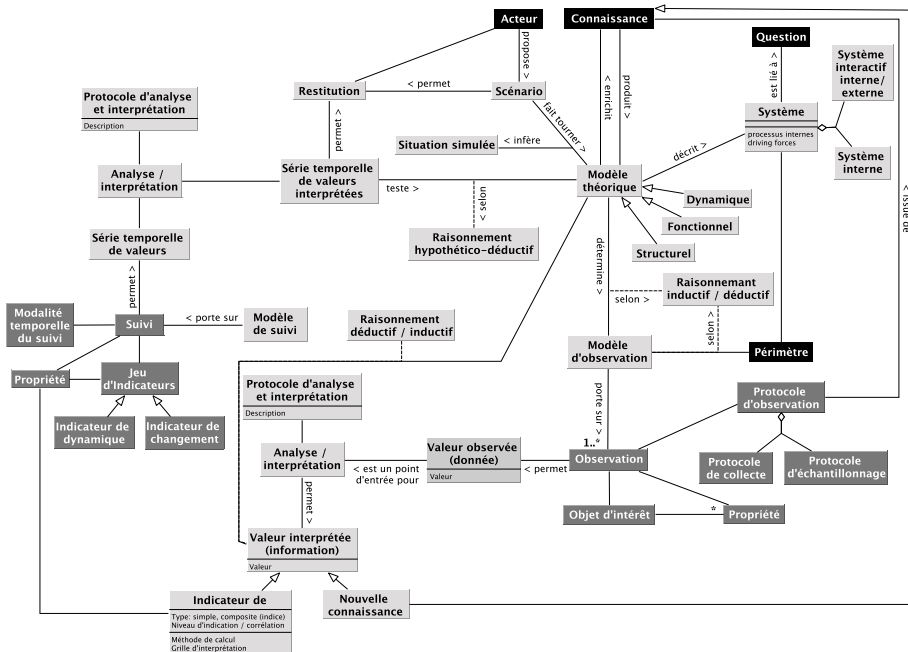 Acteur
Connaissance
Question
propose >
est lié à >
Système
interactif
interne/
externe
Protocole d'analyse
et interprétation
Description
Restitution
< permet
Scénario
< enrichit
produit >
Système
processus internes
driving forces
fait tourner >
permet >
Situation simulée
< infère
décrit >
Système
interne
Analyse /
interprétation
Série temporelle
de valeurs
interprétées
teste >
< selon
Modèle
théorique
Dynamique
Fonctionnel
Structurel
< issue de
Série temporelle
de valeurs
Raisonnement
hypothético-déductif
détermine >
Raisonnemant
inductif / déductif
selon >
selon >
permet >
Modalité
temporelle
du suivi
Suivi
< porte sur
Modèle
de suivi
Raisonnement
déductif / inductif
Modèle
d'observation
Périmètre
Propriété
Jeu
d'Indicateurs
Indicateur de
dynamique
Indicateur de
changement
Protocole d'analyse
et interprétation
Description
porte sur >
1..*
Protocole
d'observation
Analyse /
interprétation
< est un point
d'entrée pour
Valeur observée
(donnée)
Valeur
< permet
Observation
Protocole
de collecte
Protocole
d'échantillonnage
permet >
Objet d'intérêt
*
Propriété
Valeur interprétée
(information)
Valeur
Indicateur de
Type: simple, composite (indice)
Niveau d'indication / corrélation
Méthode de calcul
Grille d'interprétation
Nouvelle
connaissance